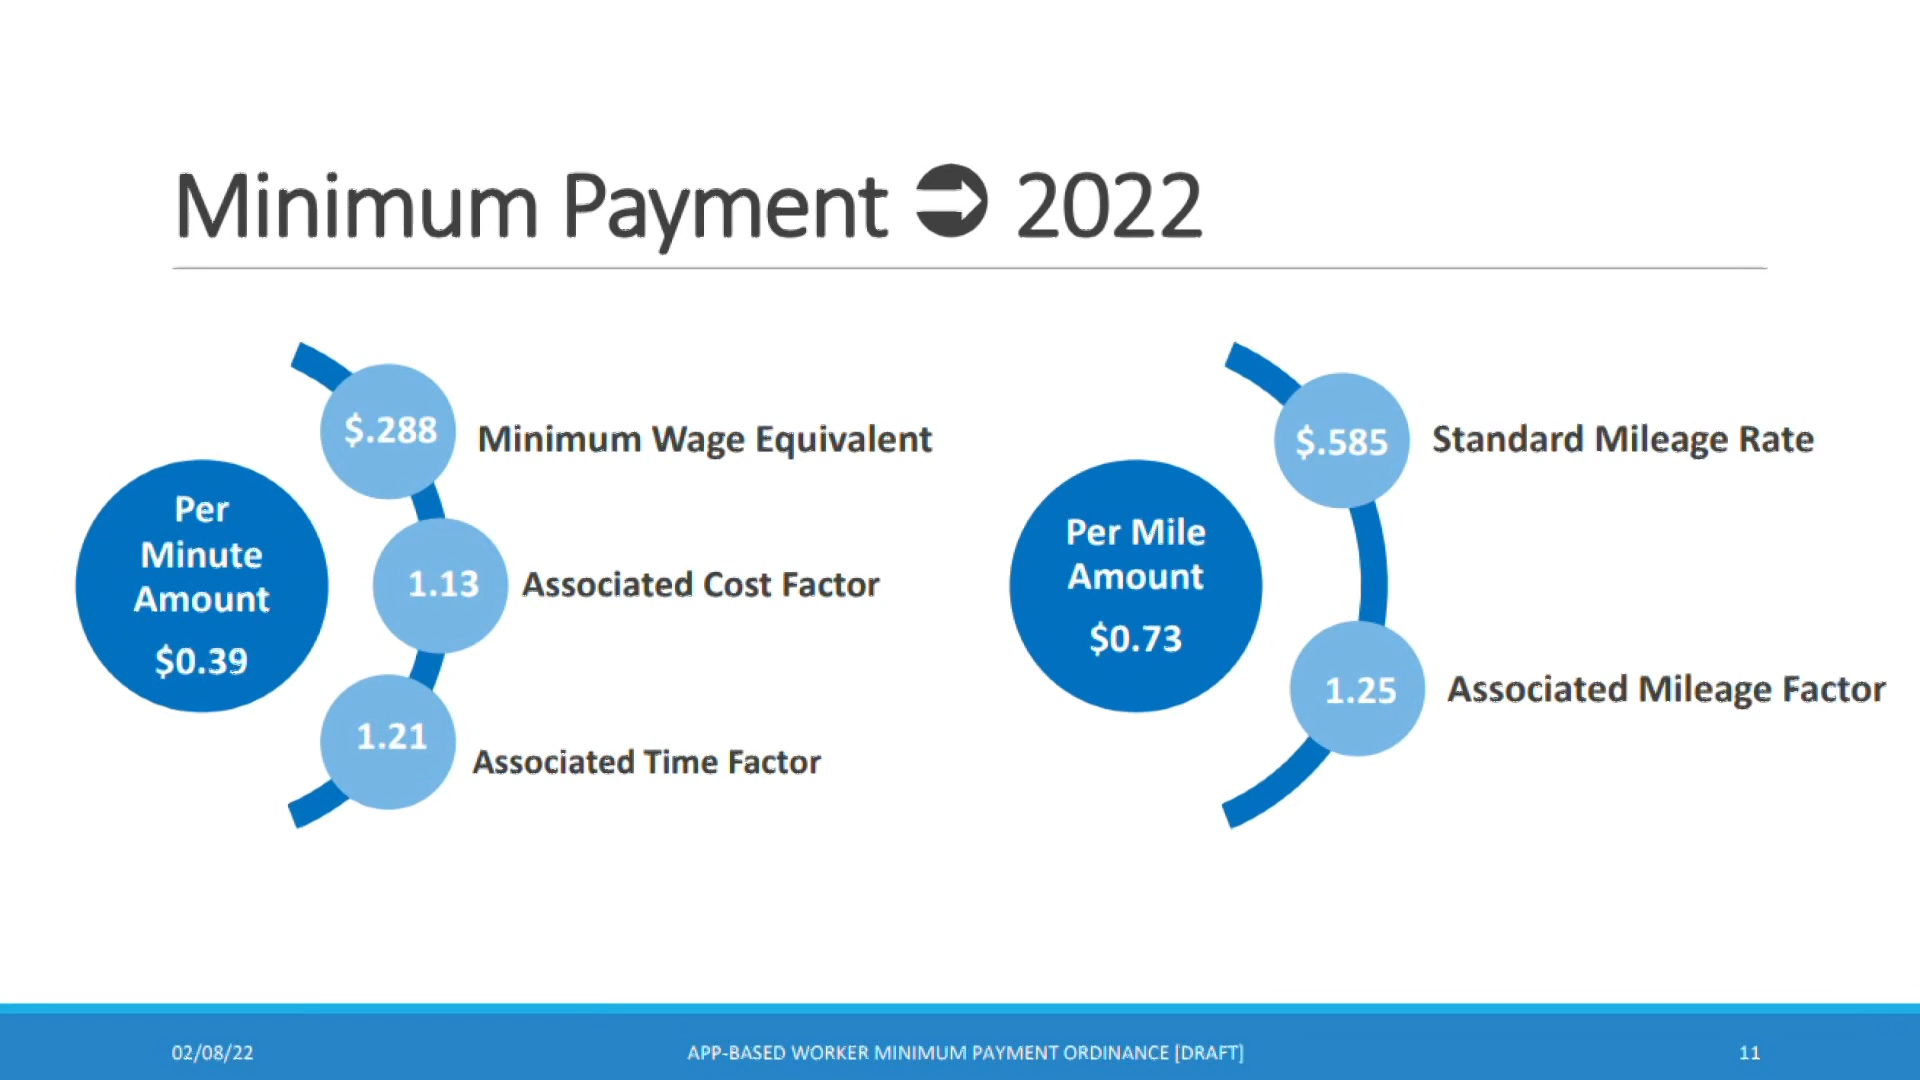 Minimum Payment ➲ 2022
Per
Minute
Amount
$0.39
$.288
Minimum Wage Equivalent
1.13
Associated Cost Factor
1.21
Associated Time Factor
Per Mile
Amount
$0.73
$.585
Standard Mileage Rate
1.25
Associated Mileage Factor
02/08/22
APP-BASED WORKER MINIMUM PAYMENT ORDINANCE [DRAFT]
11